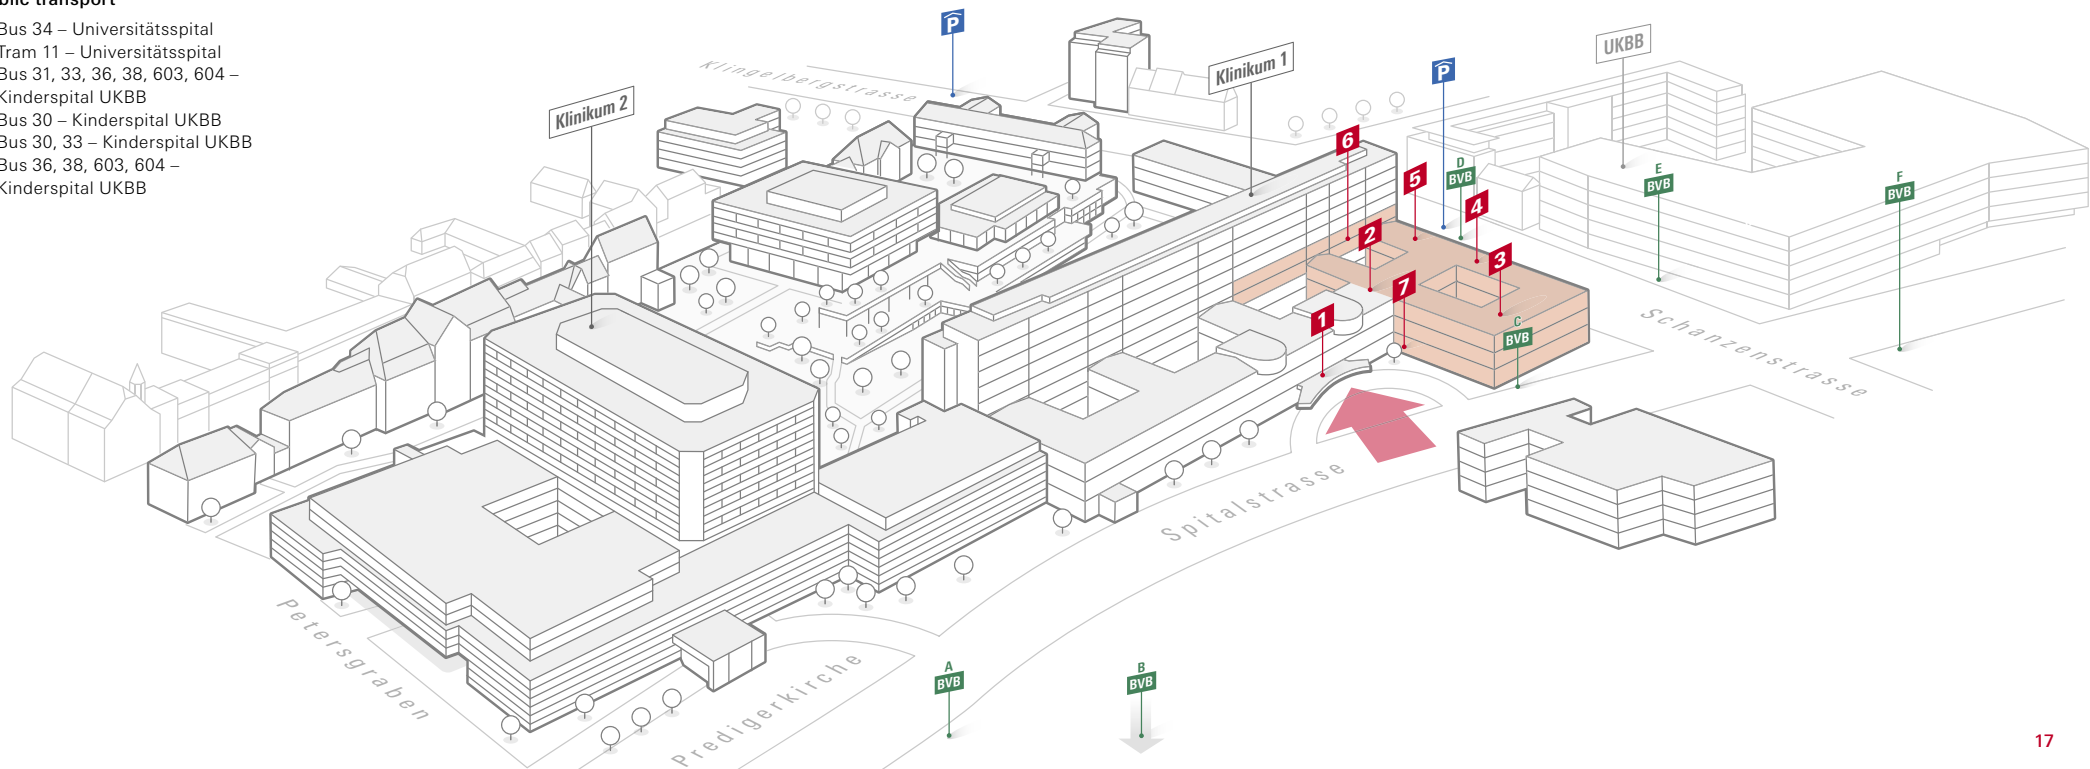 blic transport
Bus 34 – Universitätsspital
Tram 11 – Universitätsspital
Bus 31, 33, 36, 38, 603, 604 –
Kinderspital UKBB
Bus 30 – Kinderspital UKBB
Bus 30, 33 – Kinderspital UKBB
Bus 36, 38, 603, 604 –
Kinderspital UKBB
P
Klingelbergstrasse
Klinikum 2
Klinikum 1
P
UKBB
6
5
D
BVB
E
BVB
F
BVB
4
2
3
7
1
C
BVB
Schanzenstrasse
Spitalstrasse
Petersgraben
Predigerkirche
A
BVB
B
BVB
17